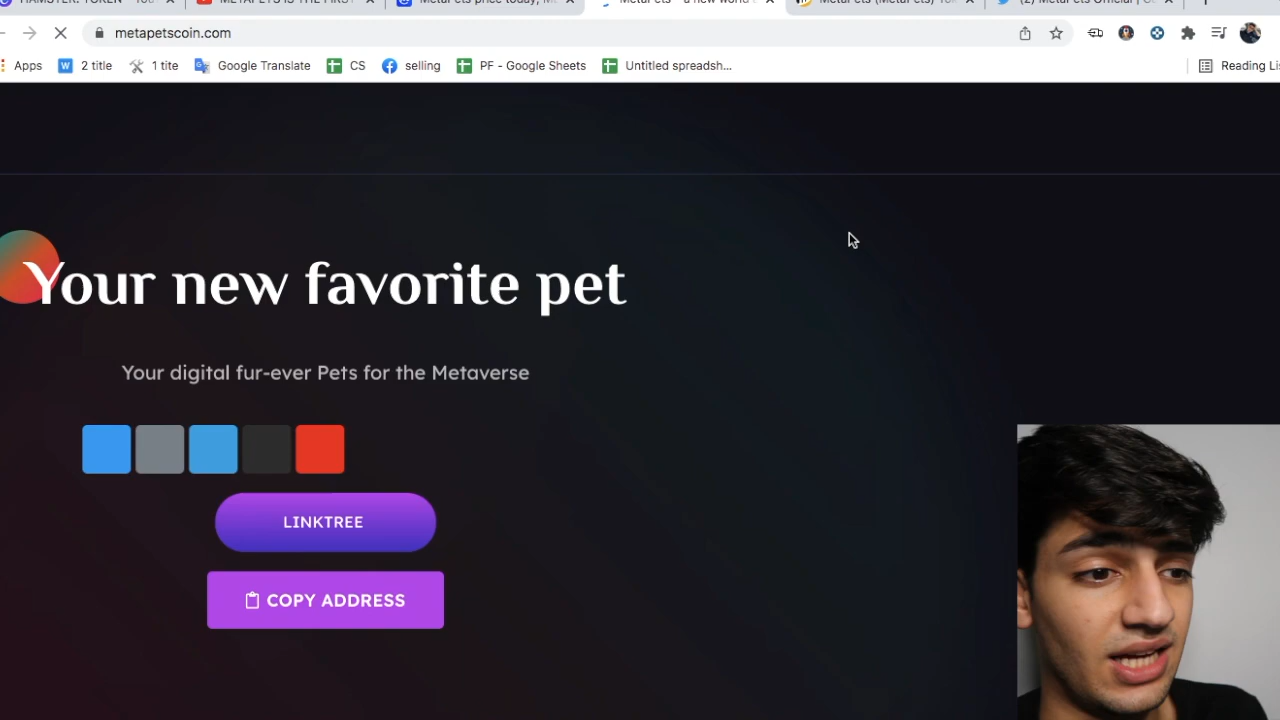 metapetscoin.com
Apps 2 title 1 tite Google Translate CS selling PF - Google Sheets Untitled spreadsh... Reading
Your new favorite pet
Your digital fur-ever Pets for the Metaverse
LINKTREE
COPY ADDRESS